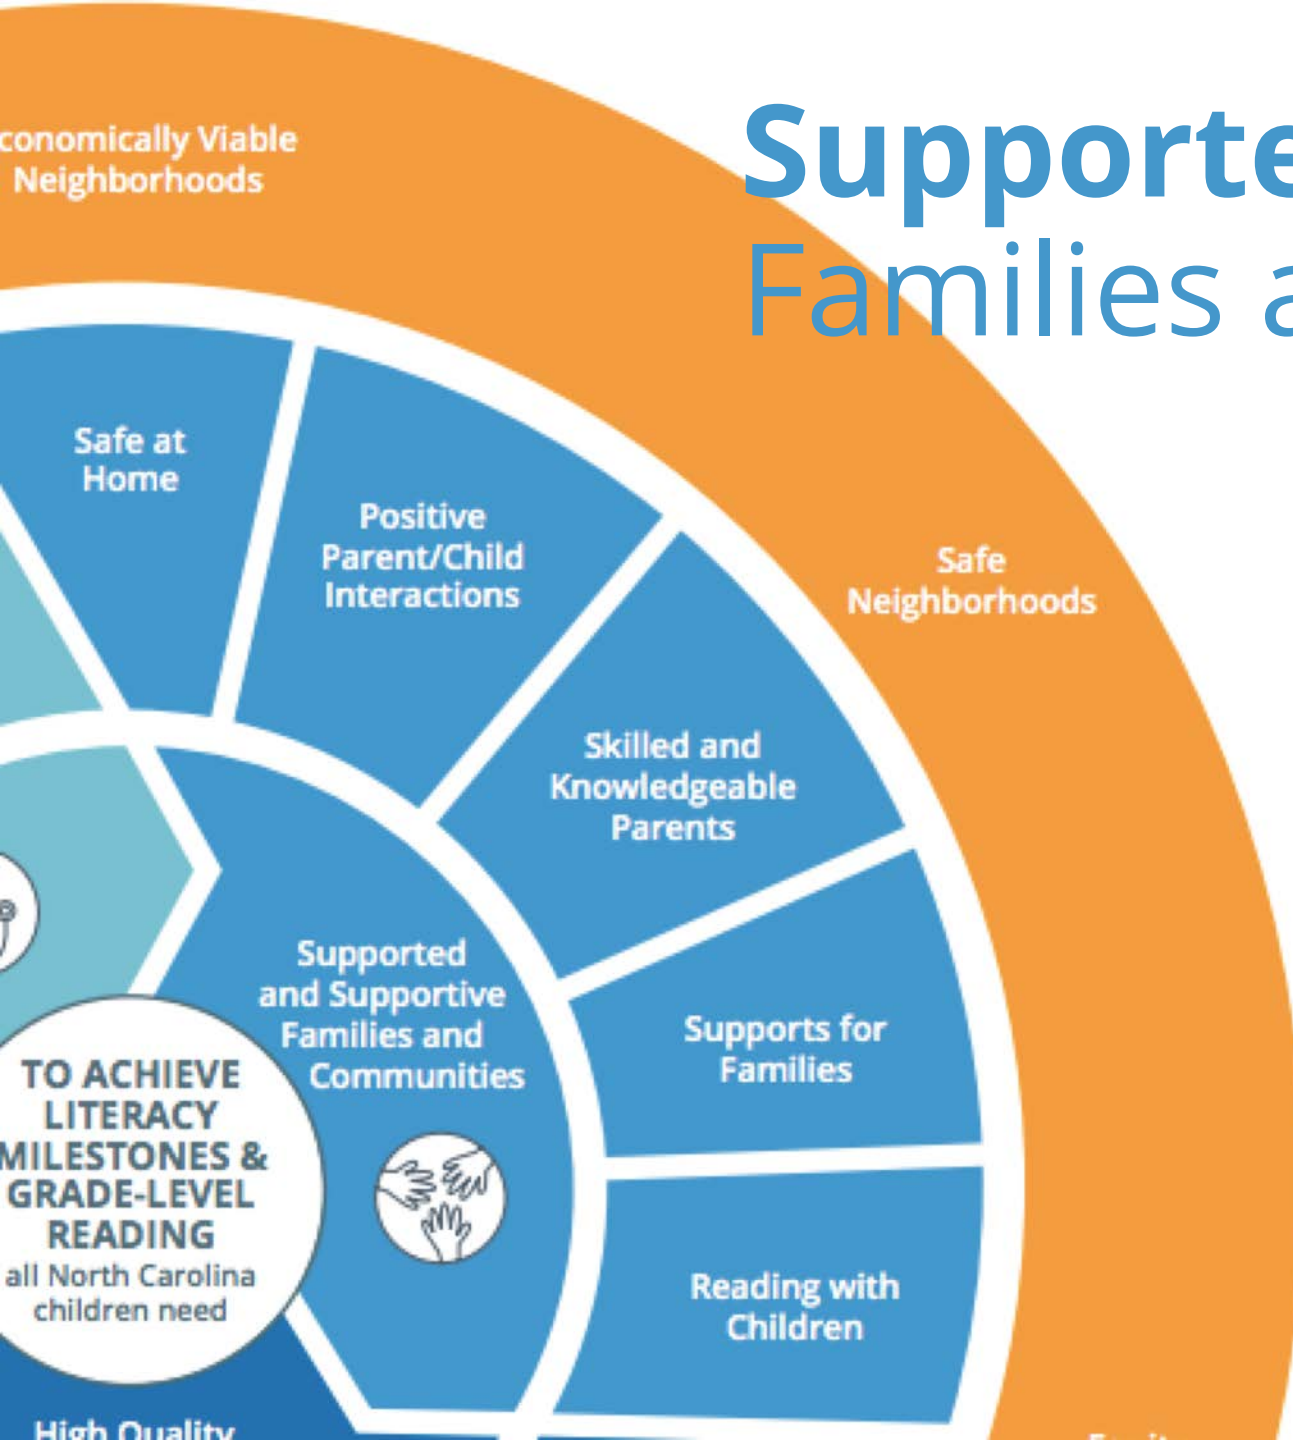 Supporte
Families a
conomically Viable
Neighborhoods
Safe at
Home
Positive
Parent/Child
Interactions
Safe
Neighborhoods
Skilled and
Knowledgeable
Parents
Supported
and Supportive
Families and
Communities
Supports for
Families
TO ACHIEVE
LITERACY
MILESTONES &
GRADE-LEVEL
READING
all North Carolina
children need
Reading with
Children
High Quality